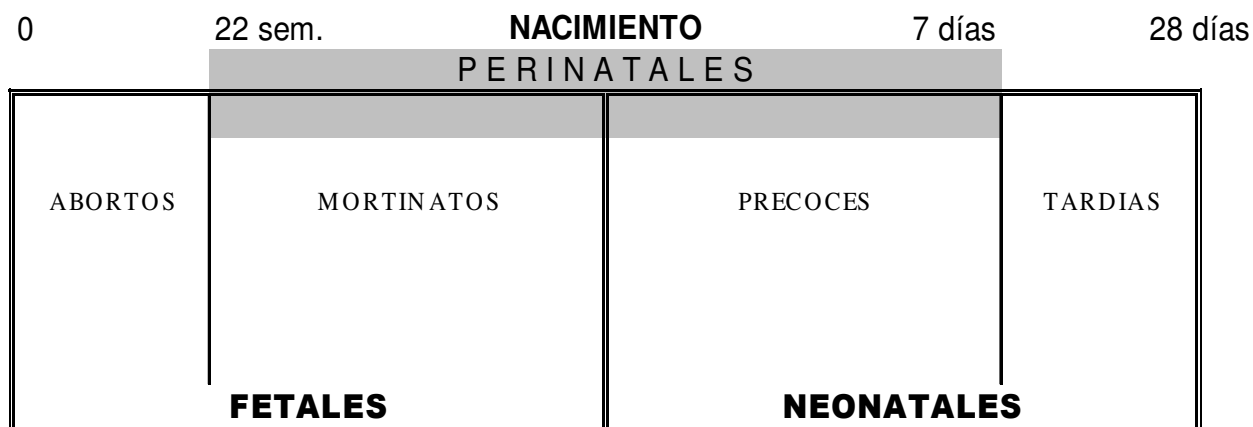 0 22 sem. NACIMIENTO 7 días 28 días
PERINATALES
ABORTOS MORTINATOS PRECOCES TARDIAS
FETALES NEONATALES